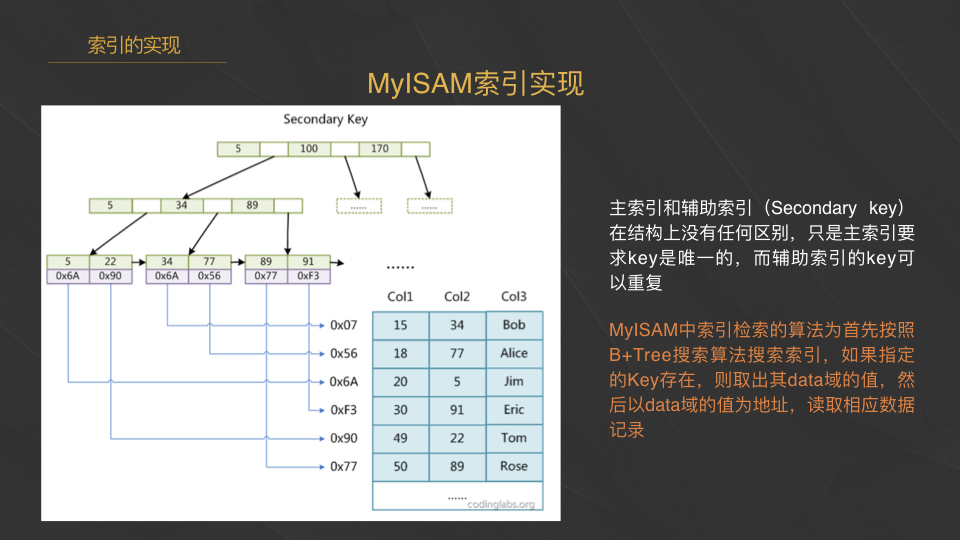 索引的实现
MyISAM索引实现
Secondary Key
5 100 170
5 34 89 ...... ......
5 22 34 77 89 91
0x6A 0x90 0x6A 0x56 0x77 0xF3
......
Col1 Col2 Col3
0x07 15 34 Bob
0x56 18 77 Alice
0x6A 20 5 Jim
0xF3 30 91 Eric
0x90 49 22 Tom
0x77 50 89 Rose
......
codinglabs.org
主索引和辅助索引（Secondary key）
在结构上没有任何区别，只是主索引要
求key是唯一的，而辅助索引的key可
以重复
MyISAM中索引检索的算法为首先按照
B+Tree搜索算法搜索索引，如果指定
的Key存在，则取出其data域的值，然
后以data域的值为地址，读取相应数据
记录